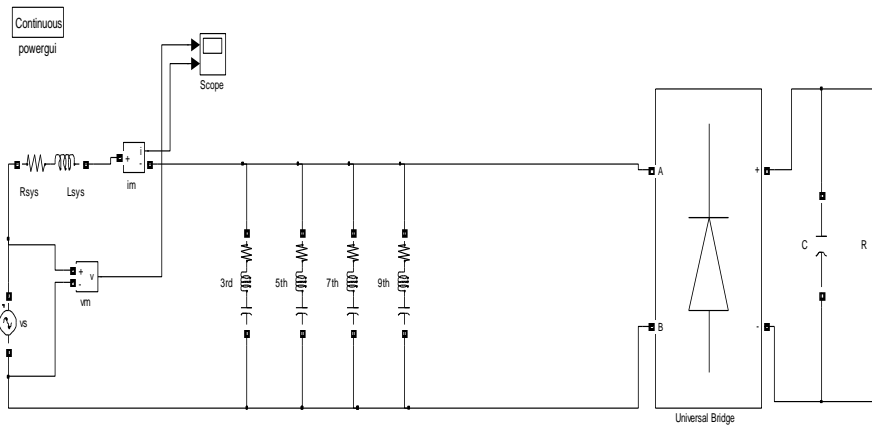 Continuous
powergui
Scope
i
+
-
im
Rsys
Lsys
+
-
v
vm
vs
3rd
5th
7th
9th
A
B
+
-
Universal Bridge
C
R